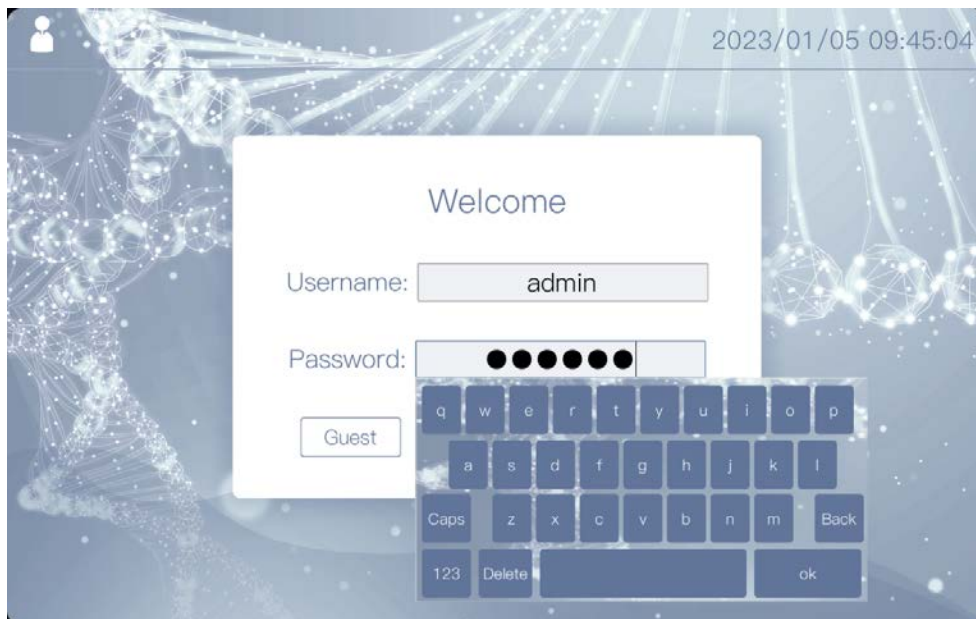 2023/01/05 09:45:04
Welcome
Username: admin
Password: ●●●●●●
Guest
q w e r t y u i o p
a s d f g h j k l
Caps z x c v b n m Back
123 Delete ok